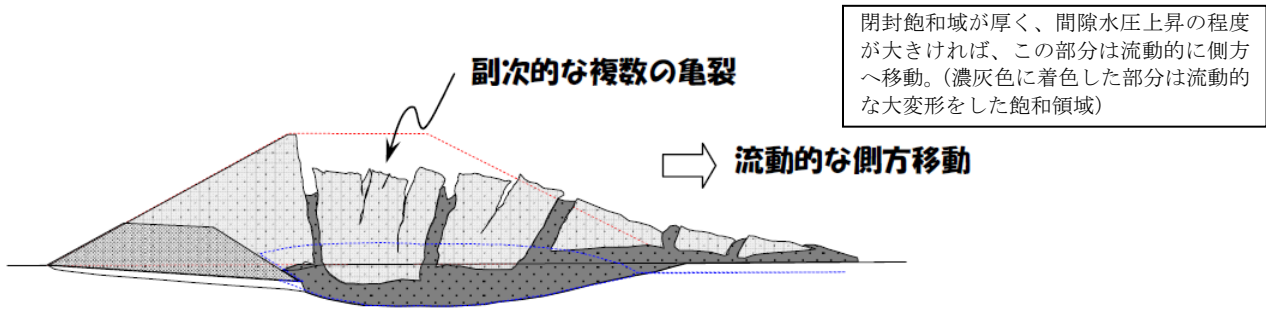 閉封飽和域が厚く、間隙水圧上昇の程度
が大きければ、この部分は流動的に側方
へ移動。（濃灰色に着色した部分は流動的
な大変形をした飽和領域）
副次的な複数の亀裂
流動的な側方移動